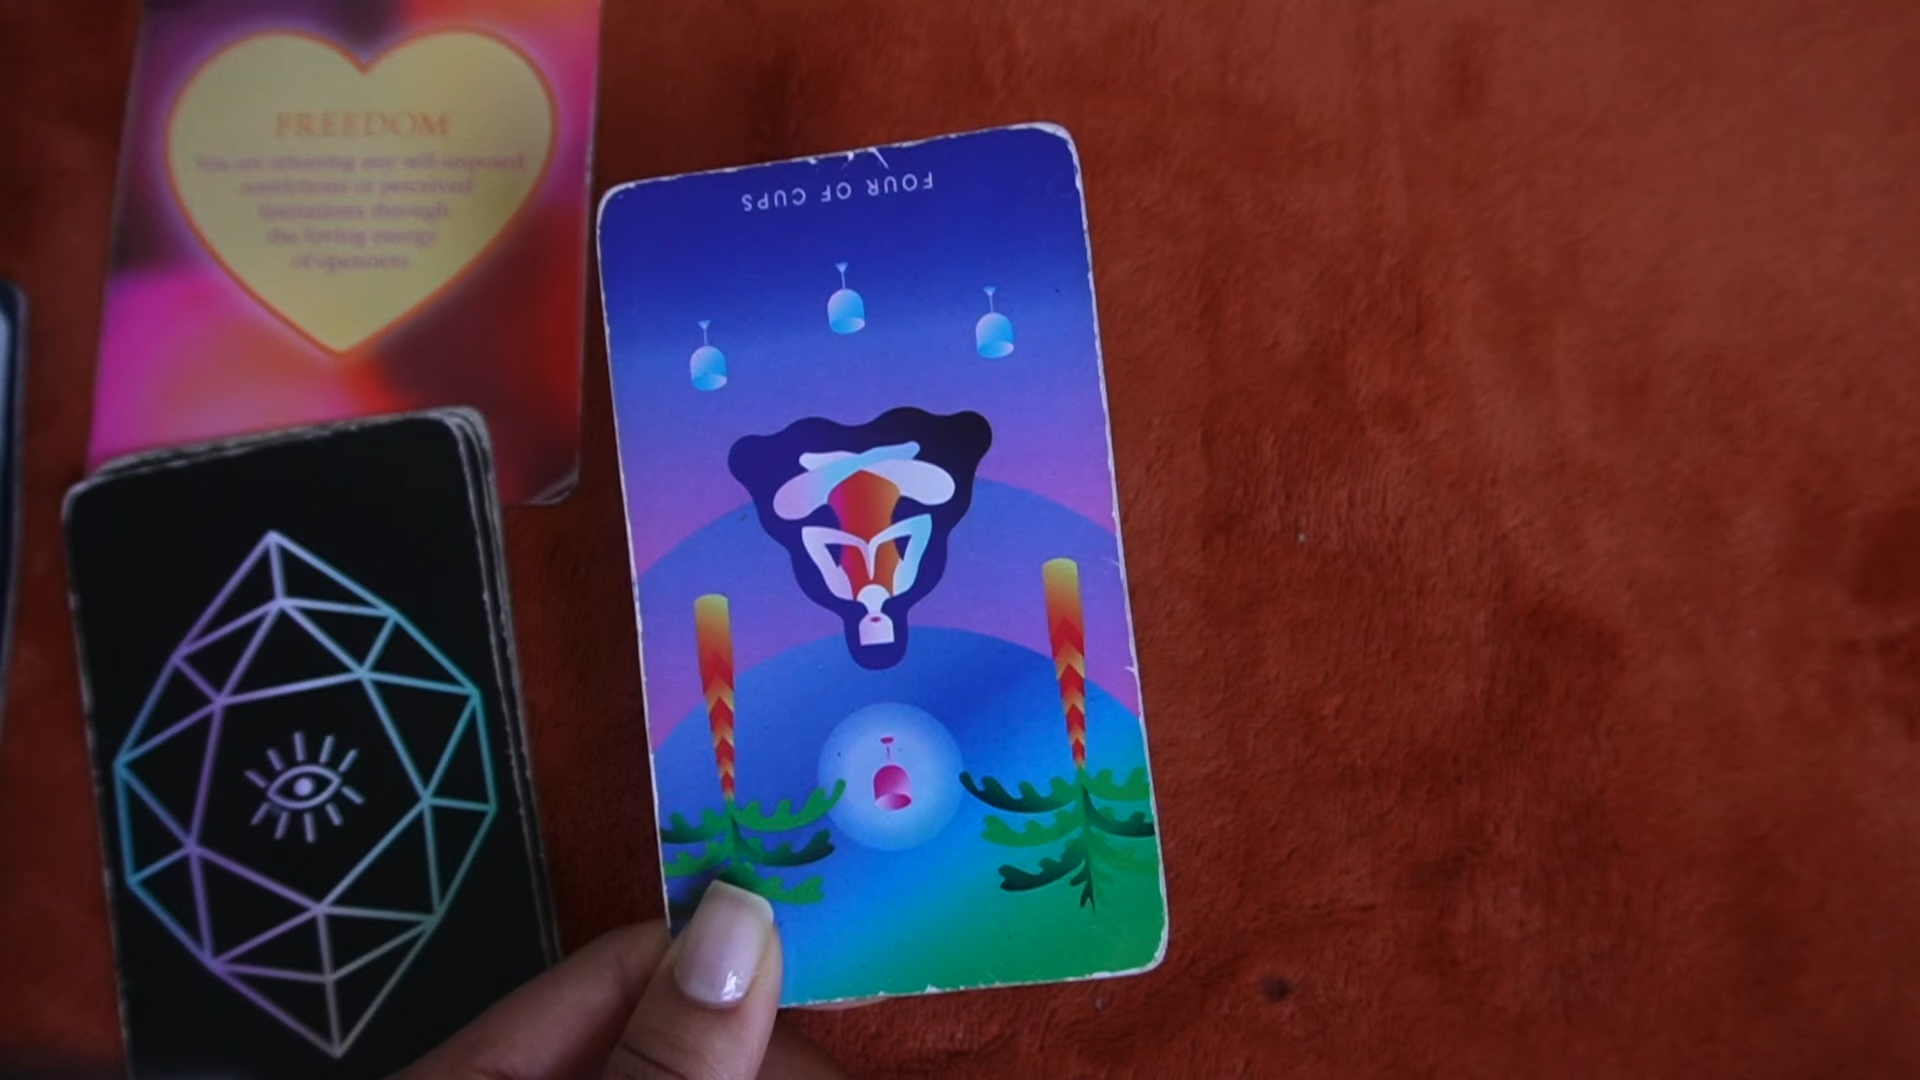 FREEDOM
You are releasing any self-imposed
restrictions or perceived
limitations through
the loving energy
of openness
FOUR OF CUPS